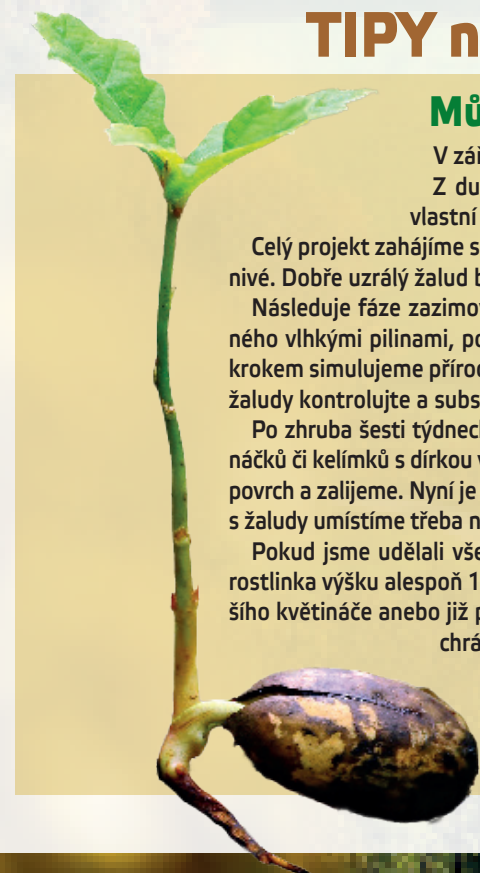 TIPY n
Mů
V zář
Z du
vlastní
Celý projekt zahájíme s
nivé. Dobře uzrálý žalud b
Následuje fáze zazimov
ného vlhkými pilinami, po
krokem simulujeme příroc
žaludy kontrolujte a subs
Po zhruba šesti týdnech
náčků či kelímků s dírkou v
povrch a zalijeme. Nyní je
s žaludy umístíme třeba n
Pokud jsme udělali vše
rostlinka výšku alespoň 1
šího květináče anebo již p
chrá